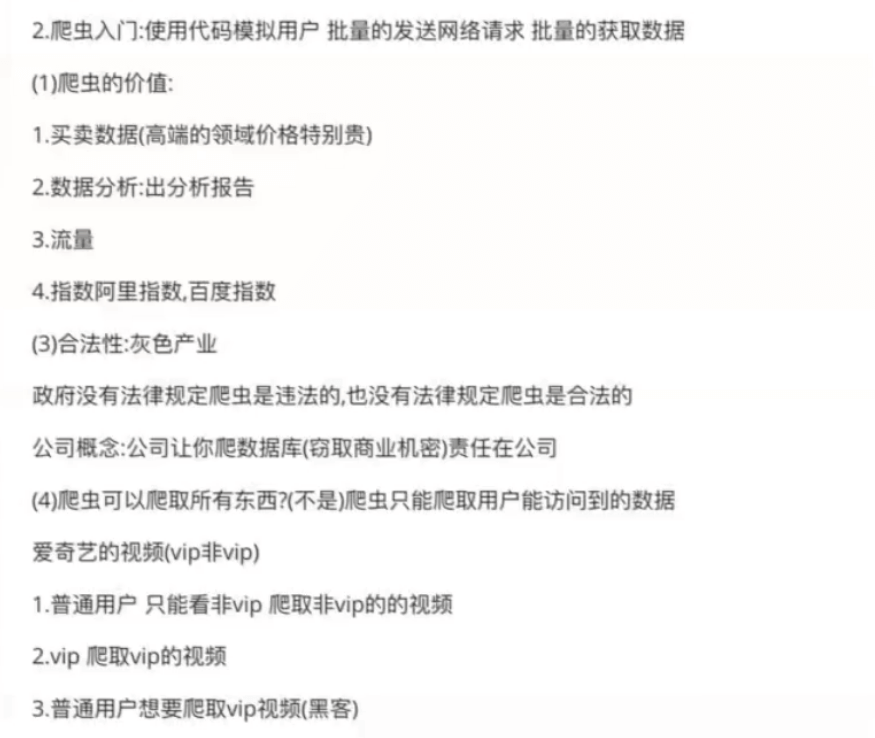 2.爬虫入门:使用代码模拟用户 批量的发送网络请求 批量的获取数据
(1)爬虫的价值:
1.买卖数据(高端的领域价格特别贵)
2.数据分析:出分析报告
3.流量
4.指数阿里指数,百度指数
(3)合法性:灰色产业
政府没有法律规定爬虫是违法的,也没有法律规定爬虫是合法的
公司概念:公司让你爬数据库(窃取商业机密)责任在公司
(4)爬虫可以爬取所有东西?(不是)爬虫只能爬取用户能访问到的数据
爱奇艺的视频(vip非vip)
1.普通用户 只能看非vip 爬取非vip的的视频
2.vip 爬取vip的视频
3.普通用户想要爬取vip视频(黑客)